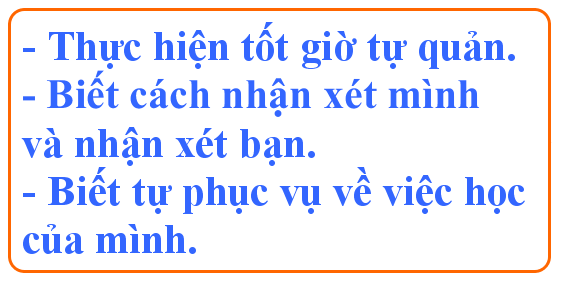 - Thực hiện tốt giờ tự quản.
- Biết cách nhận xét mình
và nhận xét bạn.
- Biết tự phục vụ về việc học
của mình.